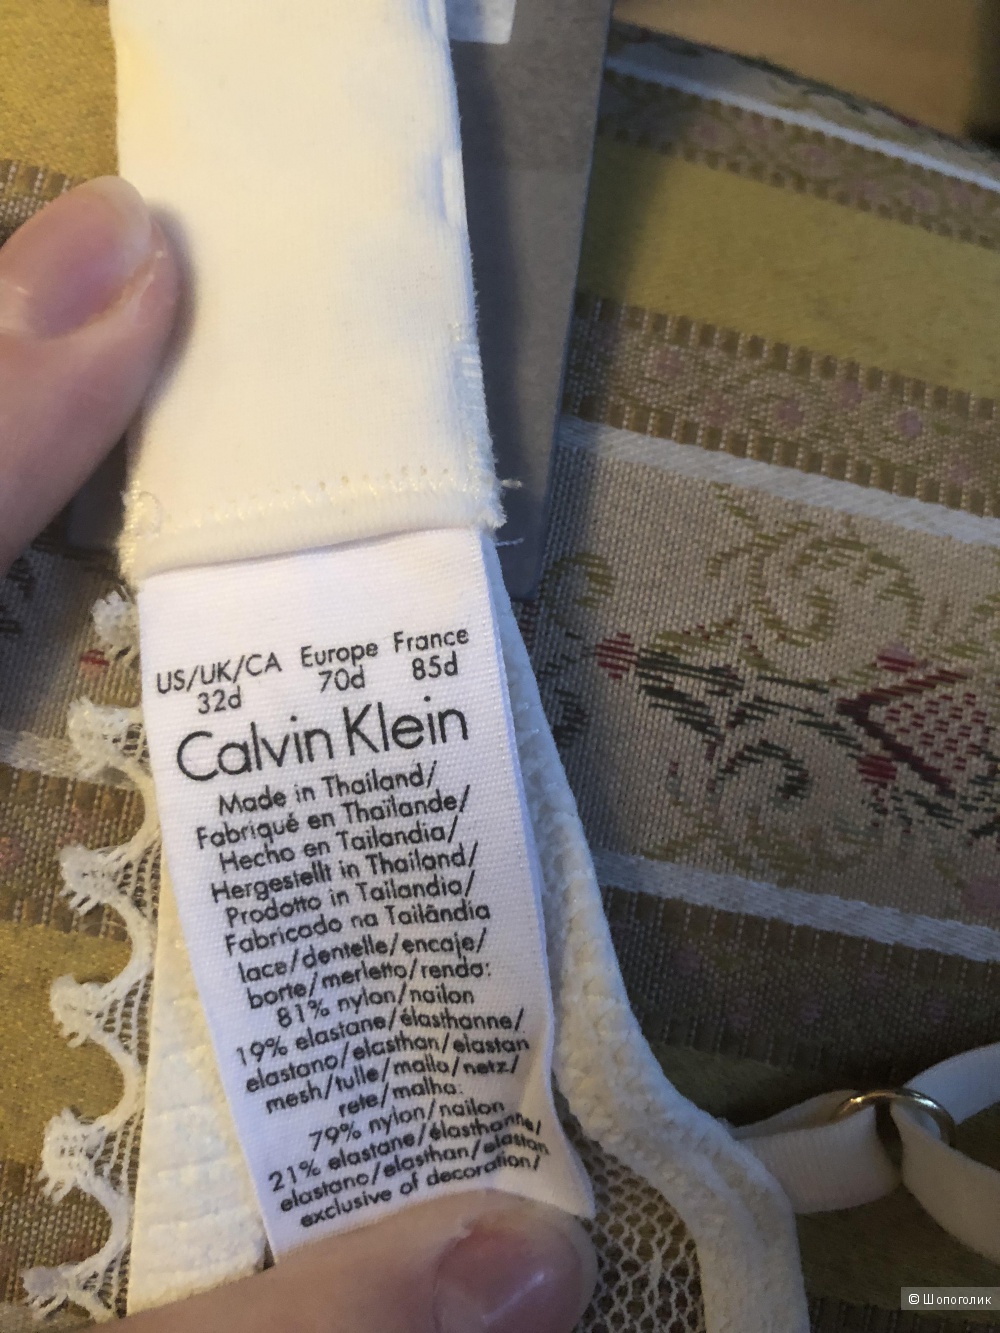 US/UK/CA Europe France
32d 70d 85d
Calvin Klein
Made in Thailand/
Fabriqué en Thaïlande/
Hecho en Tailandia/
Hergestellt in Thailand/
Prodotto in Tailandia/
Fabricado na Tailândia
lace/dentelle/encaje/
borte/merletto/renda:
81% nylon/nailon
19% elastane/élasthanne/
elastano/elasthan/elastan
mesh/tulle/malla/netz/
rete/malha:
79% nylon/nailon
21% elastane/élasthanne/
elastano/elasthan/elastan
exclusive of decoration/
© Шопоголик